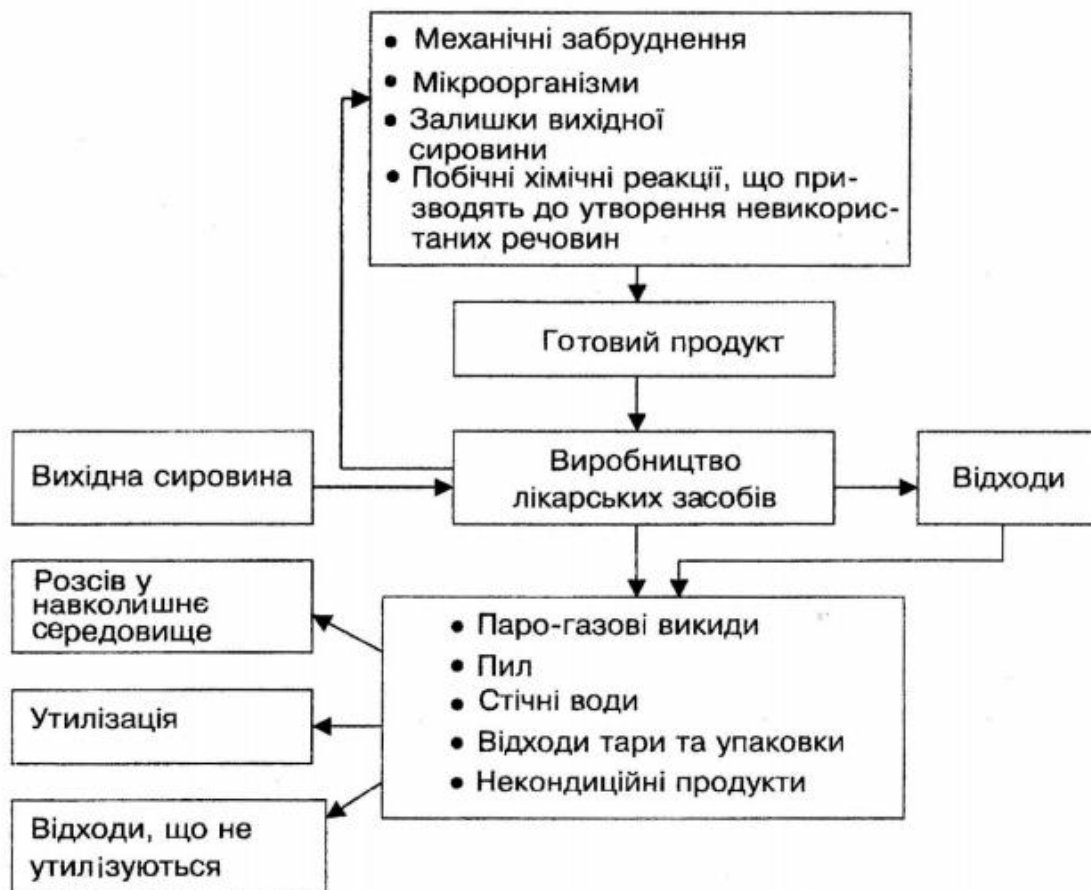 • Механічні забруднення
• Мікроорганізми
• Залишки вихідної
сировини
• Побічні хімічні реакції, що при-
зводять до утворення невикорис-
таних речовин
Готовий продукт
Вихідна сировина
Виробництво
лікарських засобів
Відходи
Розсів у
навколишнє
середовище
Утилізація
Відходи, що не
утилізуються
• Паро-газові викиди
• Пил
• Стічні води
• Відходи тари та упаковки
• Некондиційні продукти